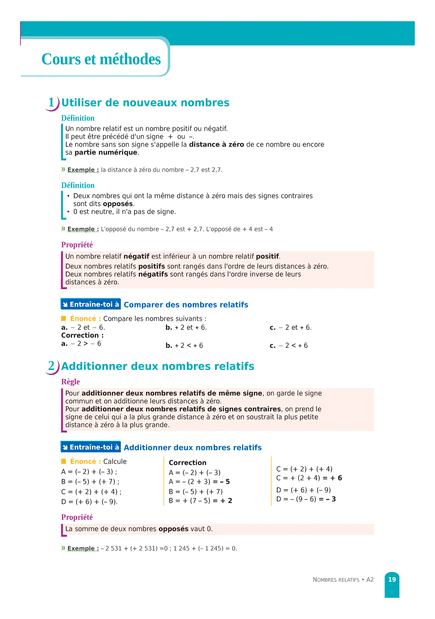 Cours et méthodes
1 Utiliser de nouveaux nombres
Définition
Un nombre relatif est un nombre positif ou négatif.
Il peut être précédé d'un signe + ou –.
Le nombre sans son signe s'appelle la distance à zéro de ce nombre ou encore
sa partie numérique.
» Exemple : la distance à zéro du nombre – 2,7 est 2,7.
Définition
• Deux nombres qui ont la même distance à zéro mais des signes contraires
sont dits opposés.
• 0 est neutre, il n'a pas de signe.
» Exemple : L'opposé du nombre – 2,7 est + 2,7. L'opposé de + 4 est – 4
Propriété
Un nombre relatif négatif est inférieur à un nombre relatif positif.
Deux nombres relatifs positifs sont rangés dans l'ordre de leurs distances à zéro.
Deux nombres relatifs négatifs sont rangés dans l'ordre inverse de leurs
distances à zéro.
Entraîne-toi à Comparer des nombres relatifs
Énoncé : Compare les nombres suivants :
a. – 2 et – 6. b. + 2 et + 6. c. – 2 et + 6.
Correction :
a. – 2 > – 6 b. + 2 < + 6 c. – 2 < + 6
2 Additionner deux nombres relatifs
Règle
Pour additionner deux nombres relatifs de même signe, on garde le signe
commun et on additionne leurs distances à zéro.
Pour additionner deux nombres relatifs de signes contraires, on prend le
signe de celui qui a la plus grande distance à zéro et on soustrait la plus petite
distance à zéro à la plus grande.
Entraîne-toi à Additionner deux nombres relatifs
Énoncé : Calcule
A = (– 2) + (– 3) ;
B = (– 5) + (+ 7) ;
C = (+ 2) + (+ 4) ;
D = (+ 6) + (– 9).
Correction
A = (– 2) + (– 3)
A = – (2 + 3) = – 5
B = (– 5) + (+ 7)
B = + (7 – 5) = + 2
C = (+ 2) + (+ 4)
C = + (2 + 4) = + 6
D = (+ 6) + (– 9)
D = – (9 – 6) = – 3
Propriété
La somme de deux nombres opposés vaut 0.
» Exemple : – 2 531 + (+ 2 531) =0 ; 1 245 + (– 1 245) = 0.
NOMBRES RELATIFS • A2 19